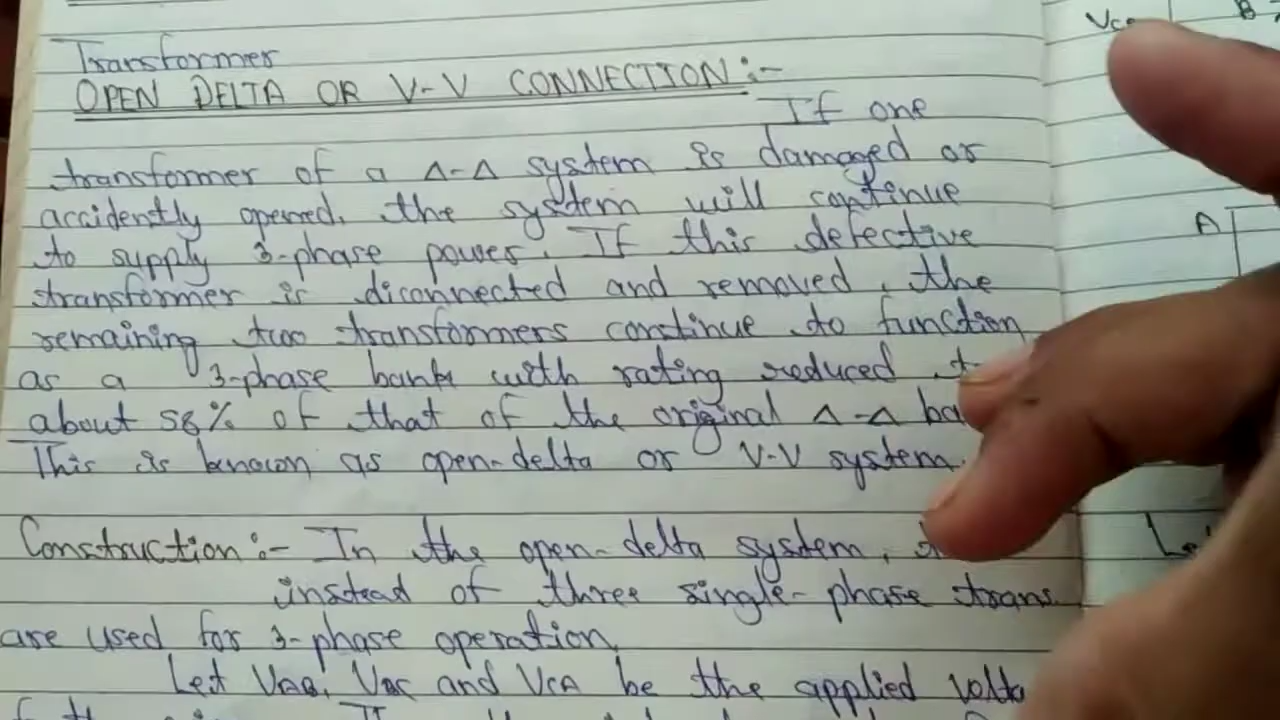 Transformer
OPEN DELTA OR V-V CONNECTION :-
If one
transformer of a Δ-Δ system is damaged or
accidently opened. the system will continue
to supply 3-phase power. If this defective
transformer is diconnected and removed, the
remaining two transformers continue to function
as a 3-phase bank with rating reduced
about 58% of that of the original Δ-Δ ba
This is known as open-delta or V-V system.
Construction :- In the open-delta system,
instead of three single-phase trans
are used for 3-phase operation.
Let VAB, VBC and VCA be the applied volta
A
B